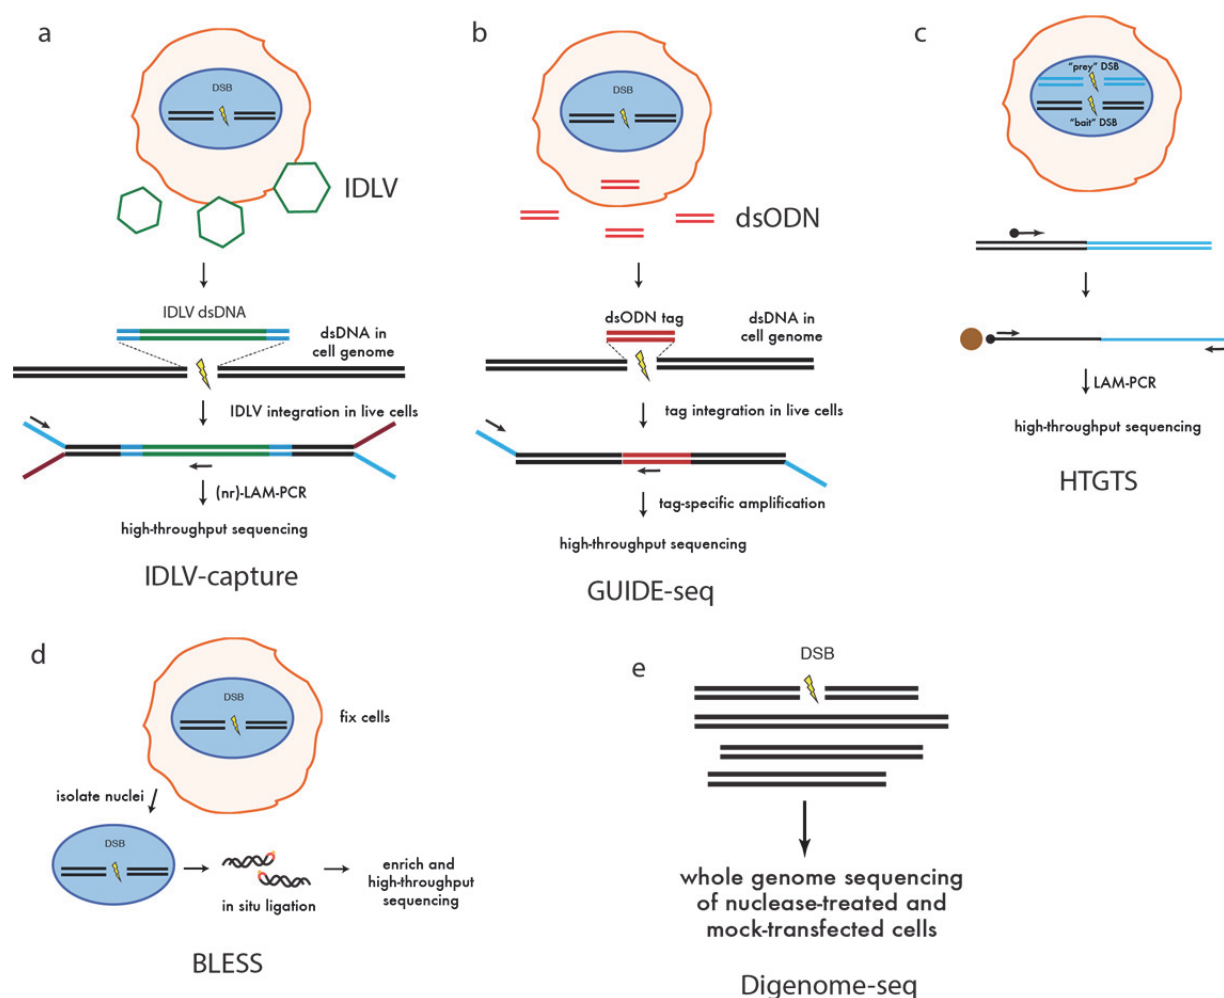 a
DSB
IDLV
IDLV dsDNA
dsDNA in
cell genome
IDLV integration in live cells
(nr)-LAM-PCR
high-throughput sequencing
IDLV-capture
b
DSB
dsODN
dsODN tag
dsDNA in
cell genome
tag integration in live cells
tag-specific amplification
high-throughput sequencing
GUIDE-seq
c
"prey" DSB
"bait" DSB
LAM-PCR
high-throughput sequencing
HTGTS
d
DSB
fix cells
isolate nuclei
DSB
in situ ligation
enrich and
high-throughput
sequencing
BLESS
e
DSB
whole genome sequencing
of nuclease-treated and
mock-transfected cells
Digenome-seq